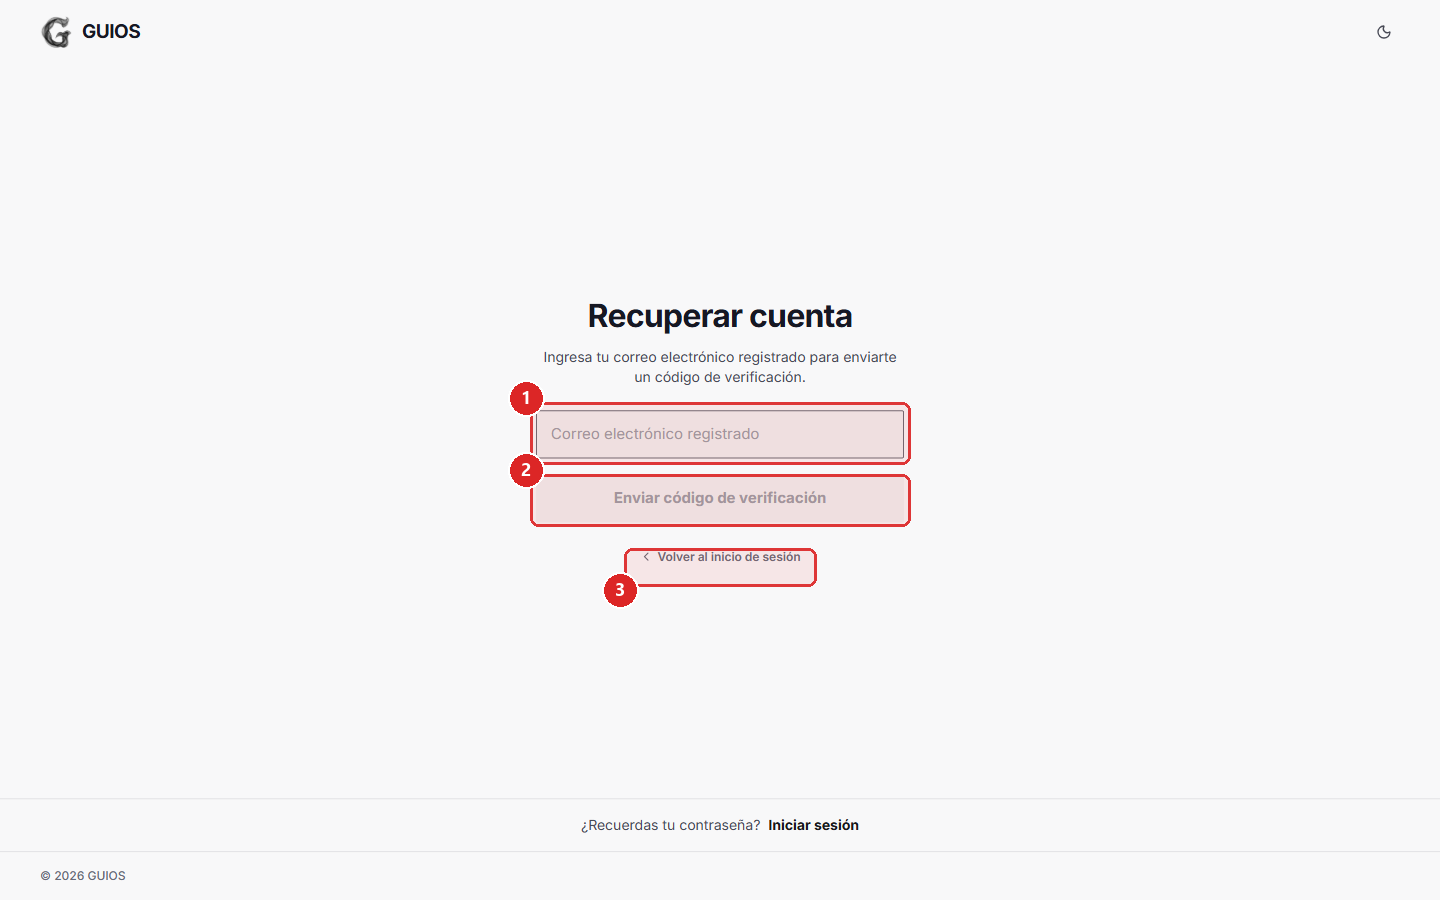 GUIOS
Recuperar cuenta
Ingresa tu correo electrónico registrado para enviarte
un código de verificación.
1
Correo electrónico registrado
2
Enviar código de verificación
Volver al inicio de sesión
3
¿Recuerdas tu contraseña? Iniciar sesión
© 2026 GUIOS